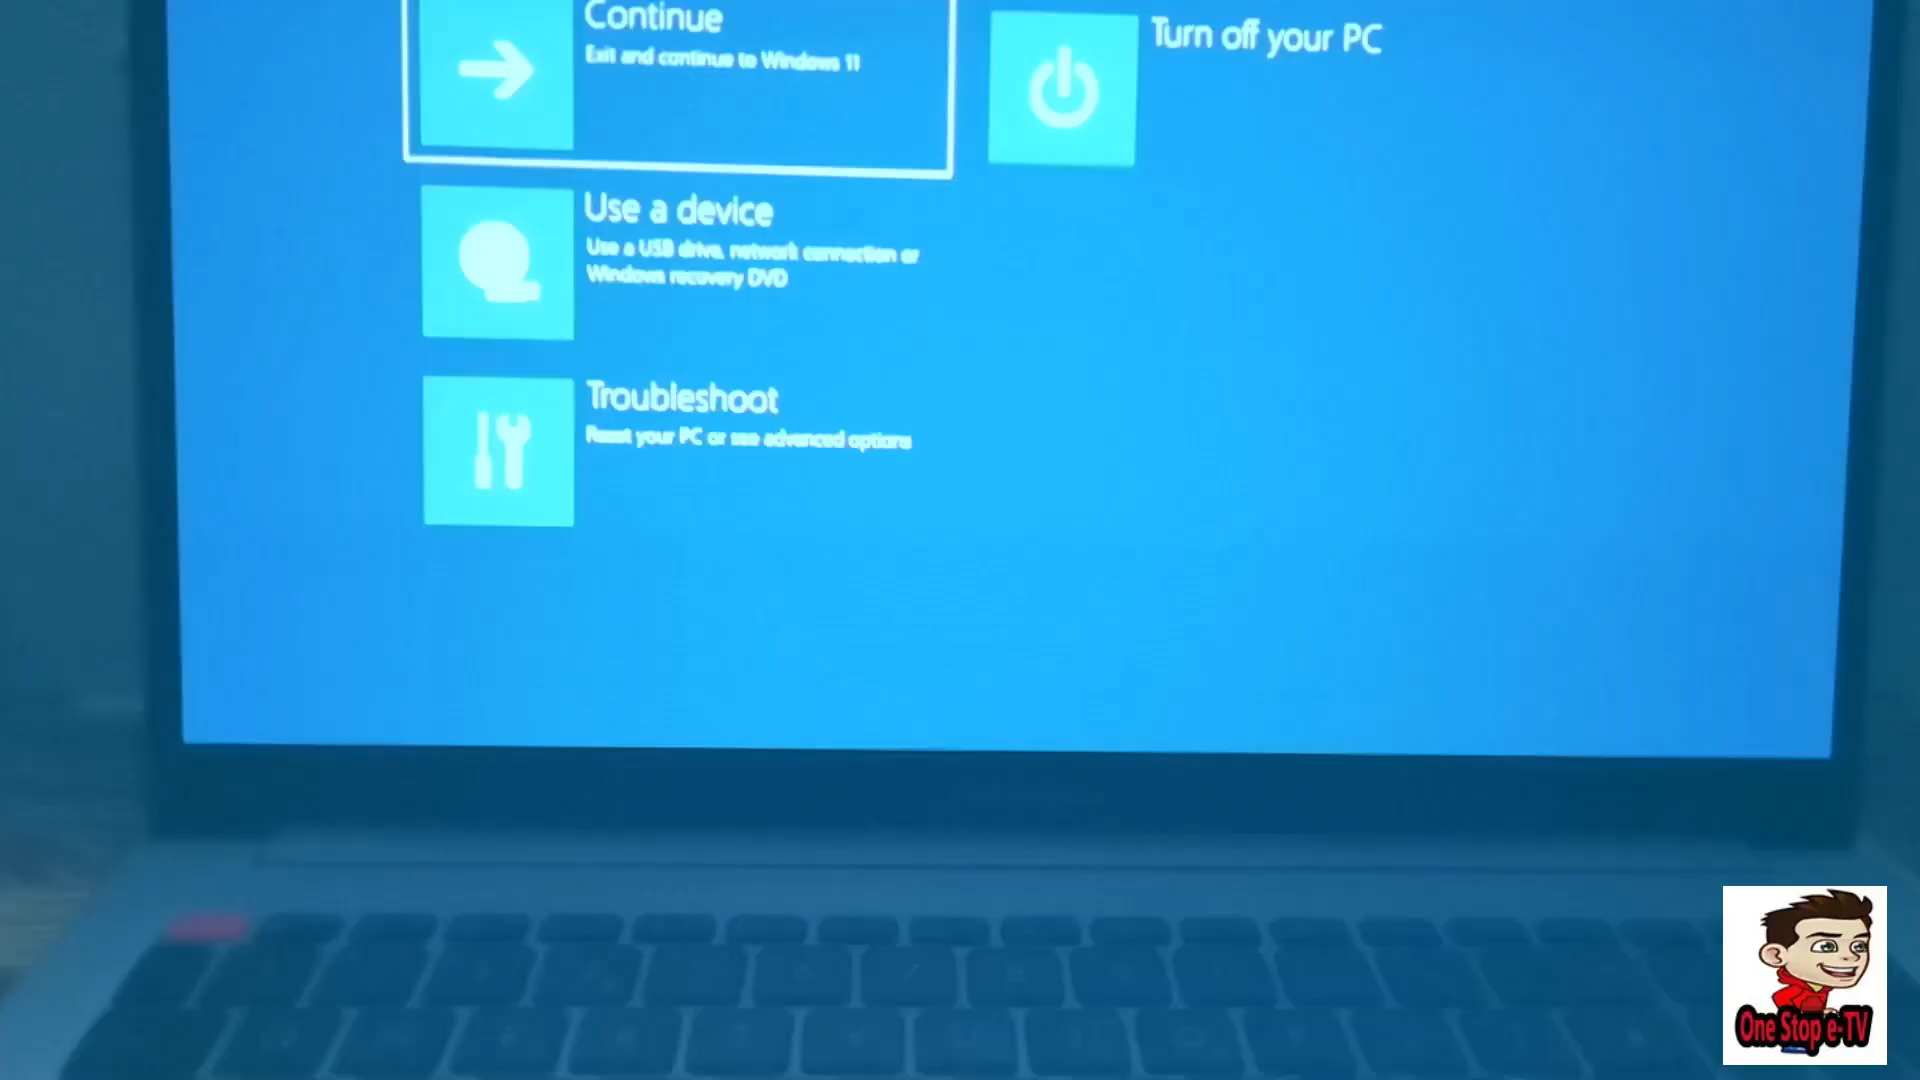 Continue
Exit and continue to Windows 11
Turn off your PC
Use a device
Use a USB drive, network connection or
Windows recovery DVD
Troubleshoot
Reset your PC or see advanced options
One Stop e-TV